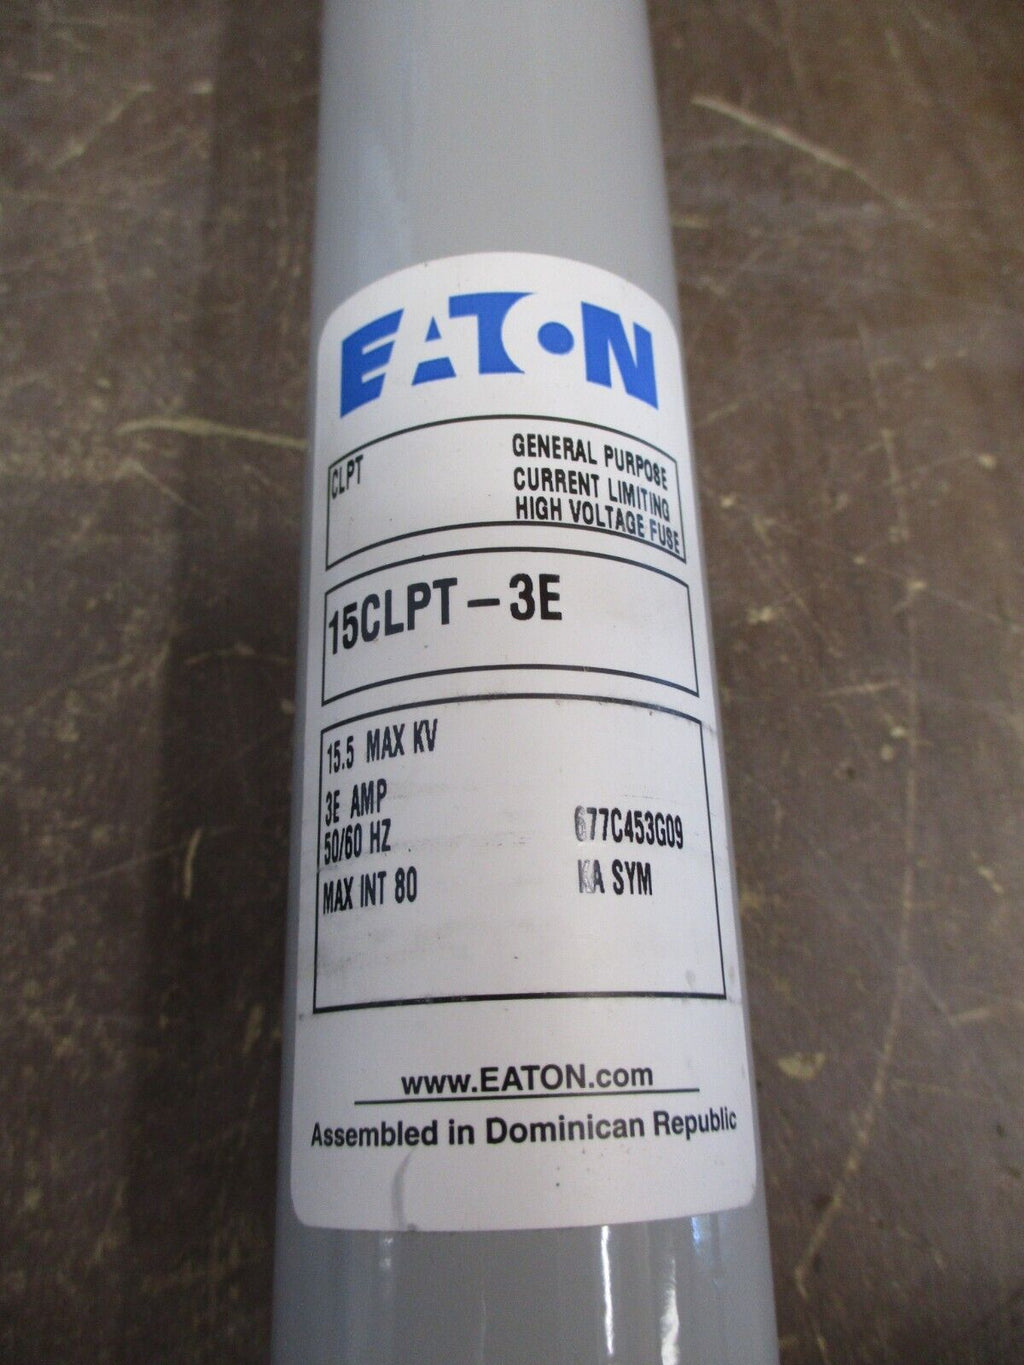 EATON
CLPT
GENERAL PURPOSE
CURRENT LIMITING
HIGH VOLTAGE FUSE
15CLPT-3E
15.5 MAX KV
3E AMP
50/60 HZ 677C453G09
MAX INT 80 KA SYM
www.EATON.com
Assembled in Dominican Republic